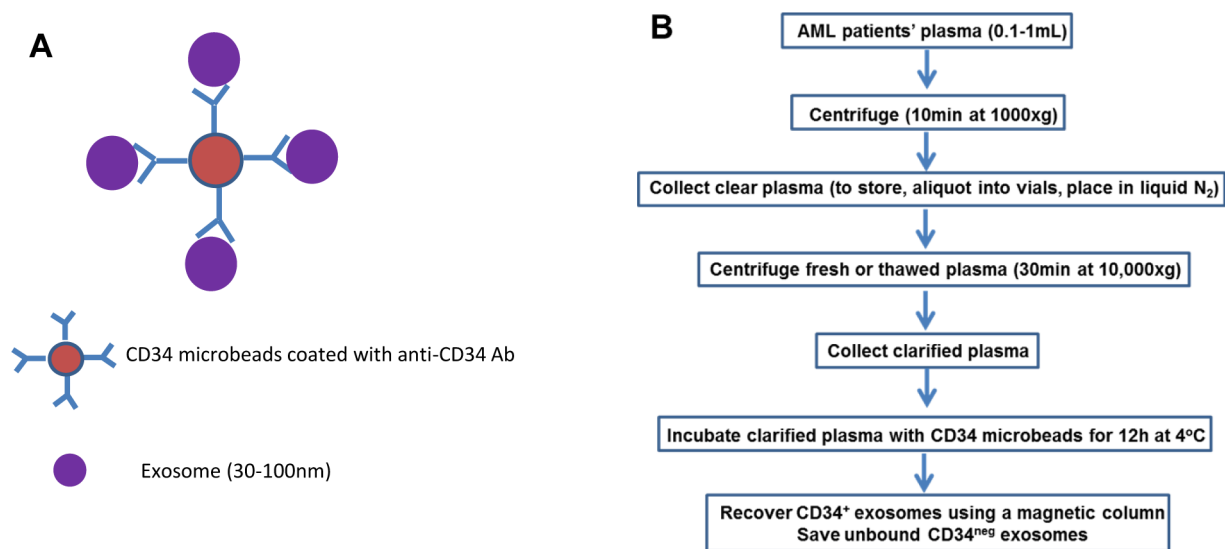 A
CD34 microbeads coated with anti-CD34 Ab
Exosome (30-100nm)
B
AML patients’ plasma (0.1-1mL)
Centrifuge (10min at 1000xg)
Collect clear plasma (to store, aliquot into vials, place in liquid N₂)
Centrifuge fresh or thawed plasma (30min at 10,000xg)
Collect clarified plasma
Incubate clarified plasma with CD34 microbeads for 12h at 4ºC
Recover CD34⁺ exosomes using a magnetic column
Save unbound CD34ⁿᵉᵍ exosomes